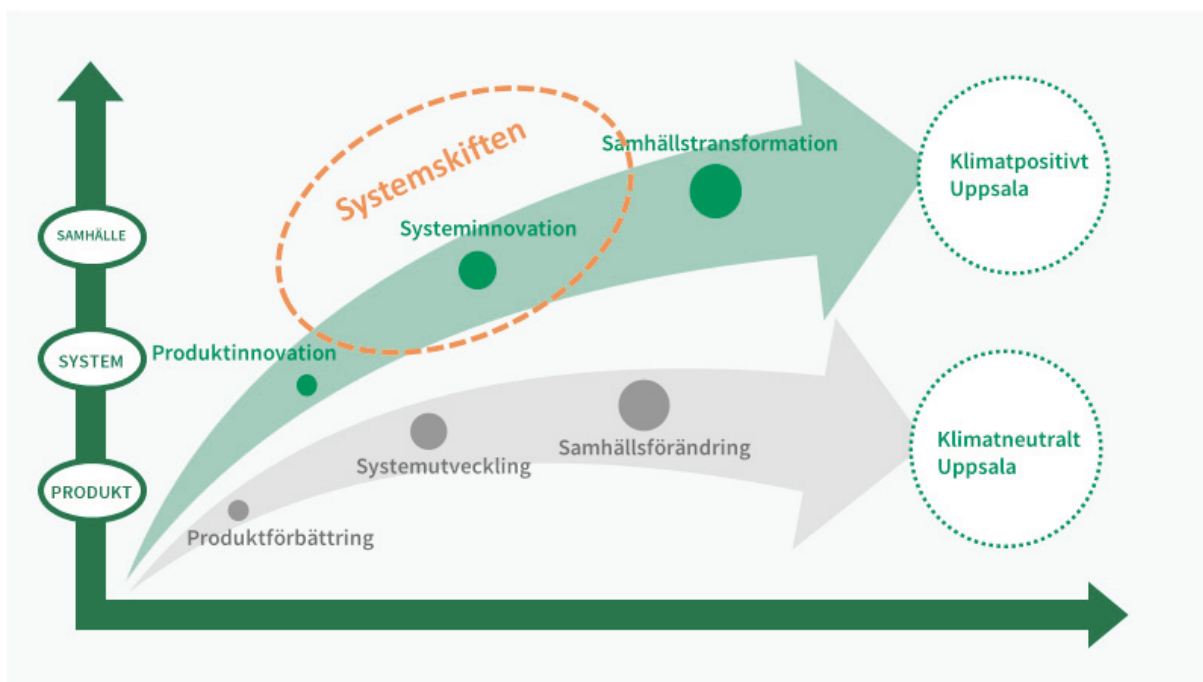 Systemskiften
Samhällstransformation
Klimatpositivt
Uppsala
SAMHÄLLE
Systeminnovation
SYSTEM
Produktinnovation
Klimatneutralt
Uppsala
Samhällsförändring
Systemutveckling
PRODUKT
Produktförbättring